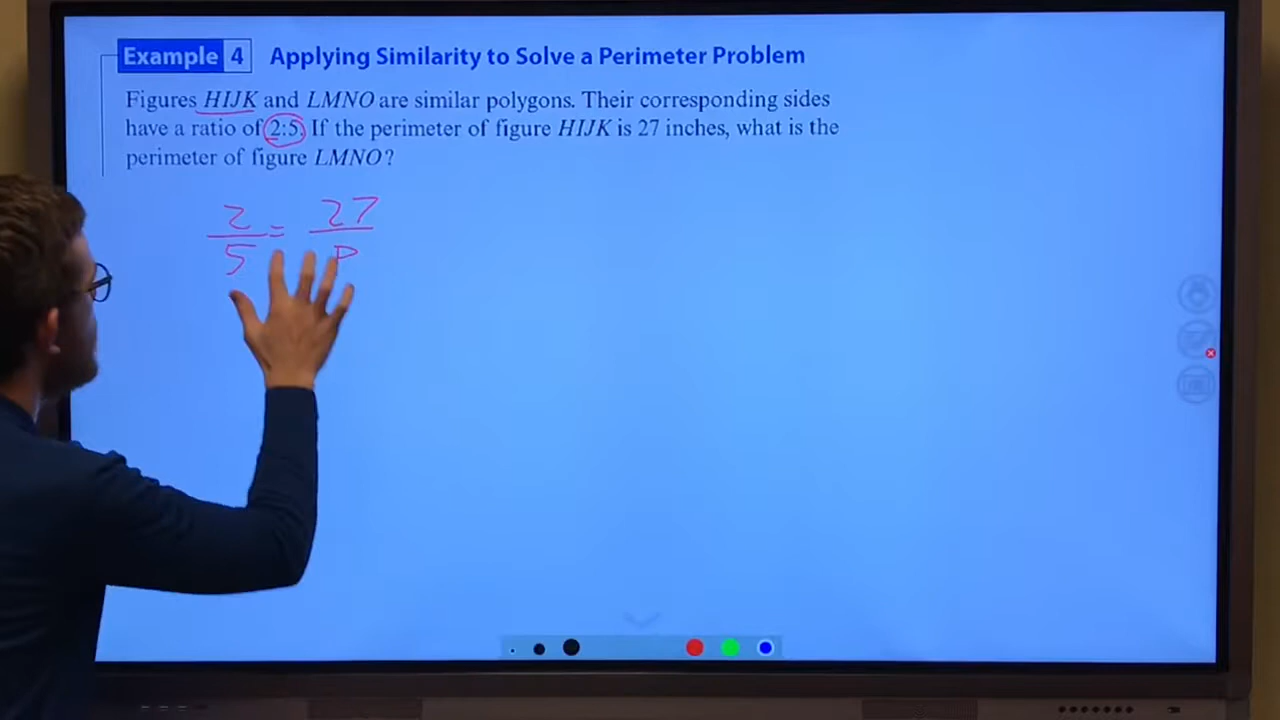 Example 4 Applying Similarity to Solve a Perimeter Problem
Figures HIJK and LMNO are similar polygons. Their corresponding sides
have a ratio of 2:5. If the perimeter of figure HIJK is 27 inches, what is the
perimeter of figure LMNO?
2/5 = 27/P